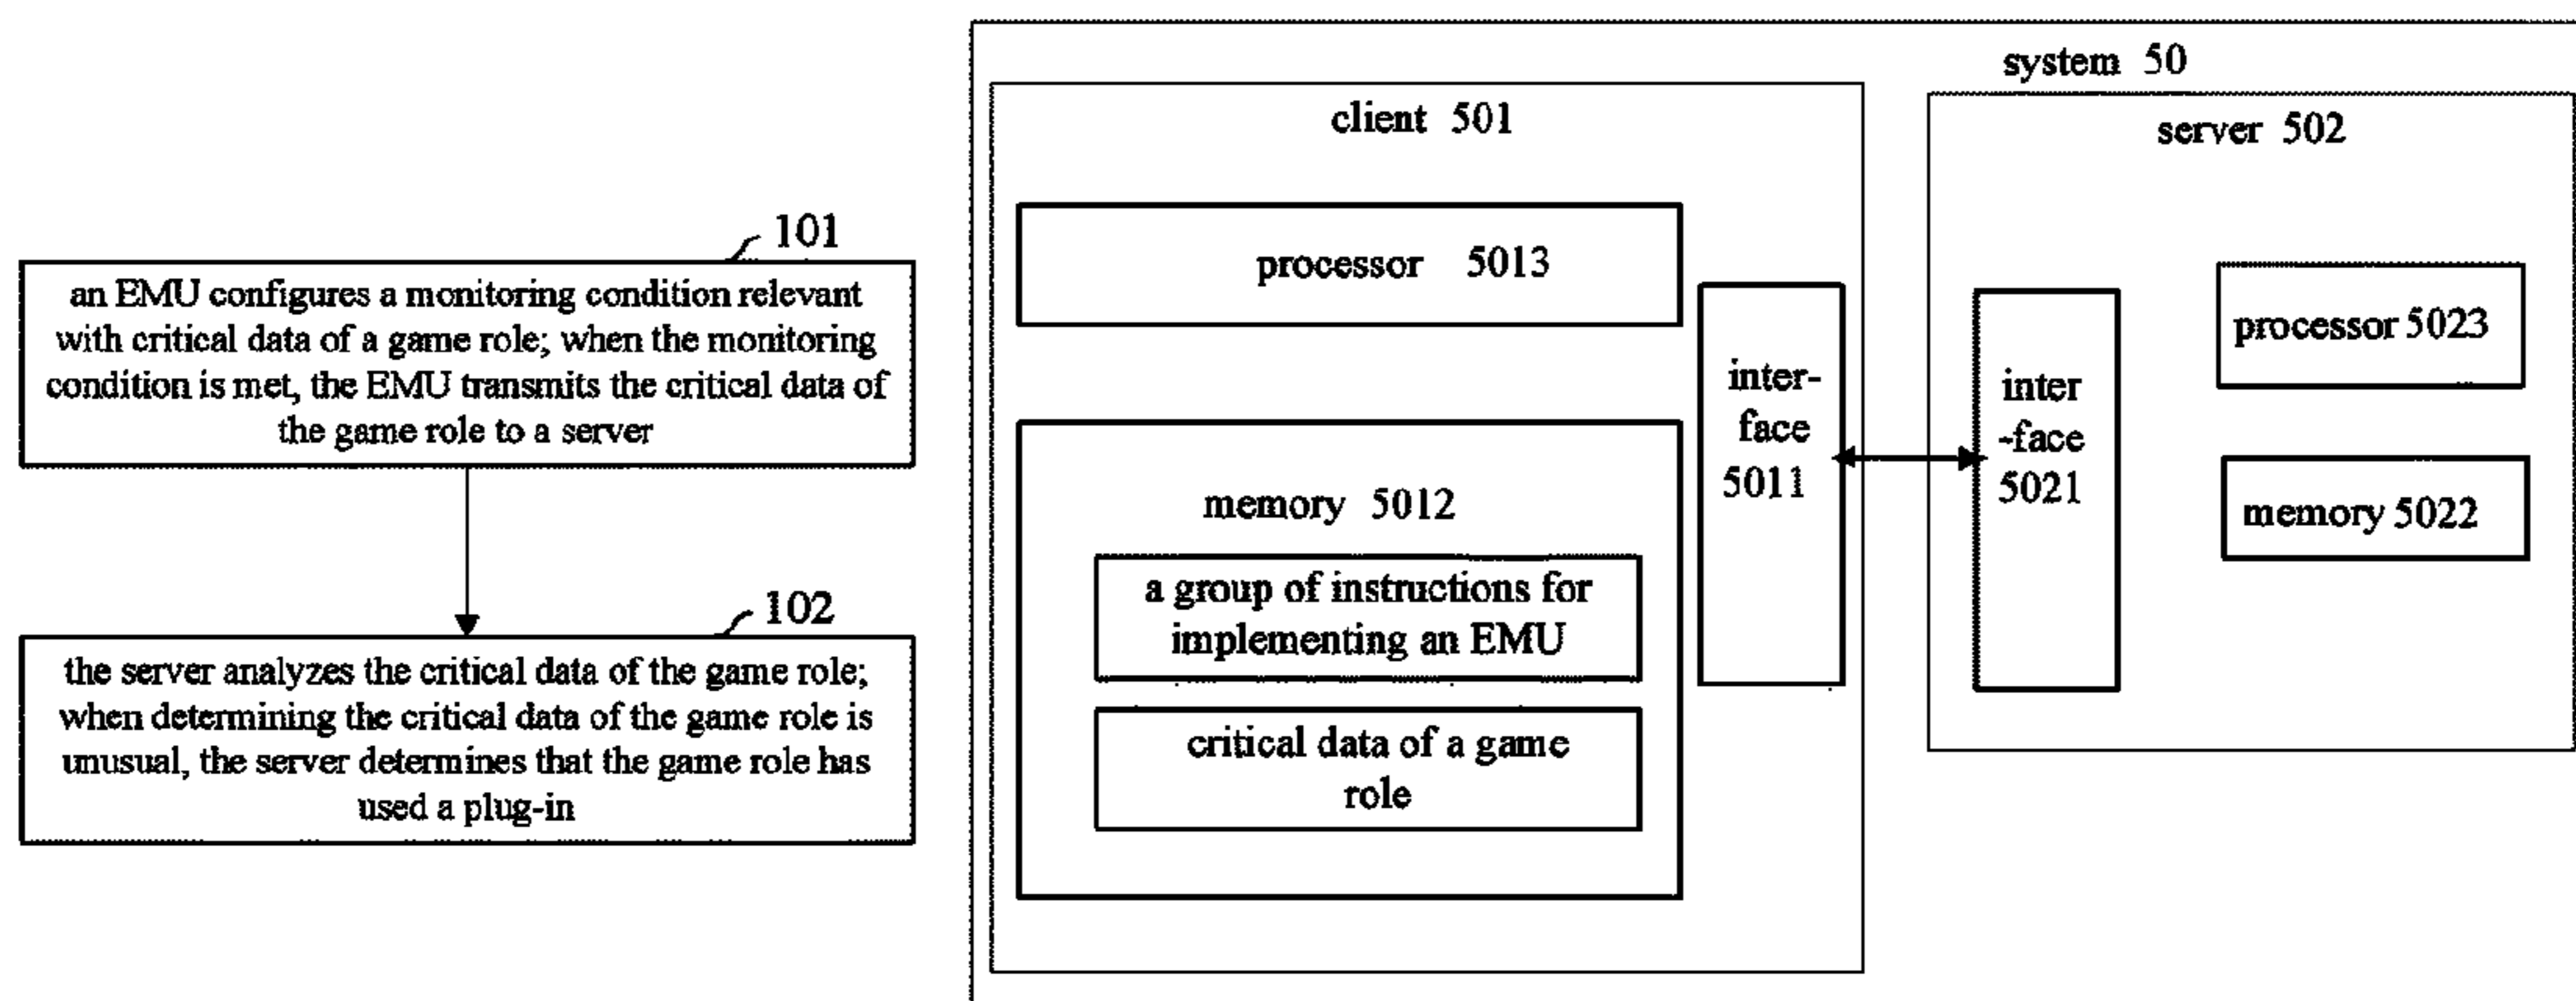 101
an EMU configures a monitoring condition relevant
with critical data of a game role; when the monitoring
condition is met, the EMU transmits the critical data of
the game role to a server
102
the server analyzes the critical data of the game role;
when determining the critical data of the game role is
unusual, the server determines that the game role has
used a plug-in
system 50
client 501
processor 5013
memory 5012
a group of instructions for
implementing an EMU
critical data of a game
role
inter-
face
5011
server 502
inter
-face
5021
processor 5023
memory 5022